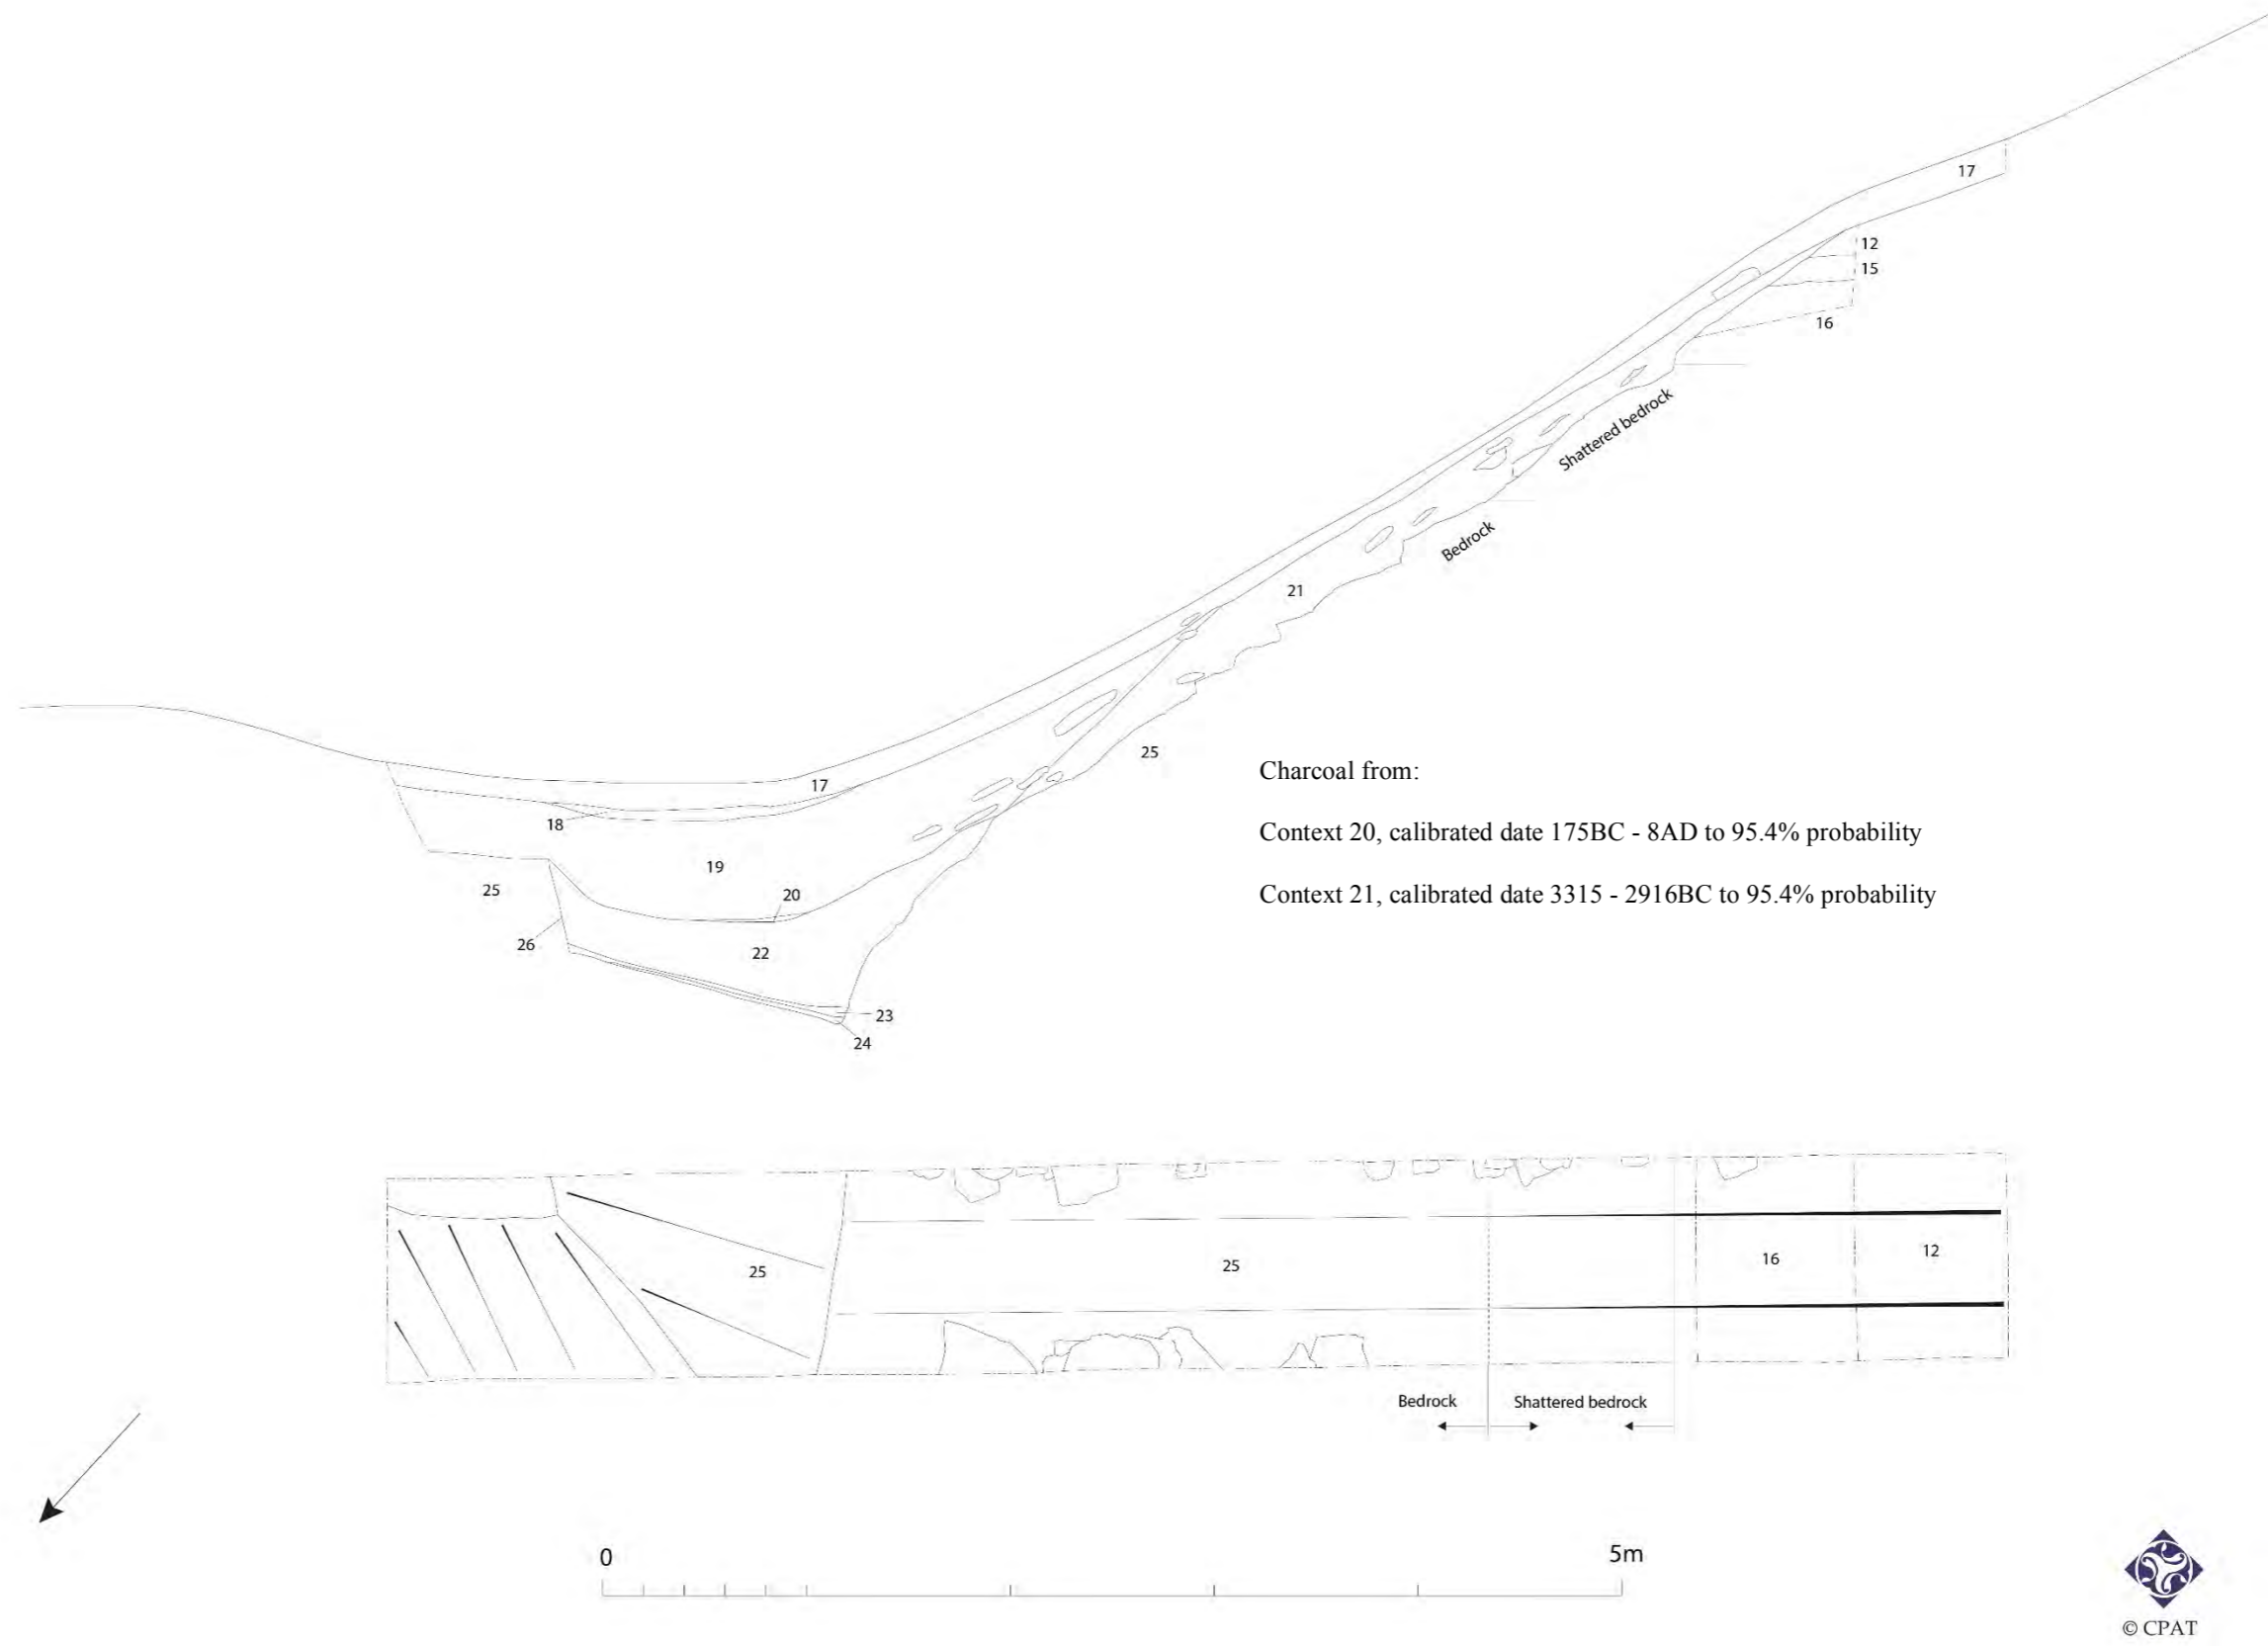 17
12
15
16
Shattered bedrock
Bedrock
21
25
17
18
19
20
25
26
22
23
24
Charcoal from:
Context 20, calibrated date 175BC - 8AD to 95.4% probability
Context 21, calibrated date 3315 - 2916BC to 95.4% probability
25
25
16
12
Bedrock
Shattered bedrock
0
5m
© CPAT